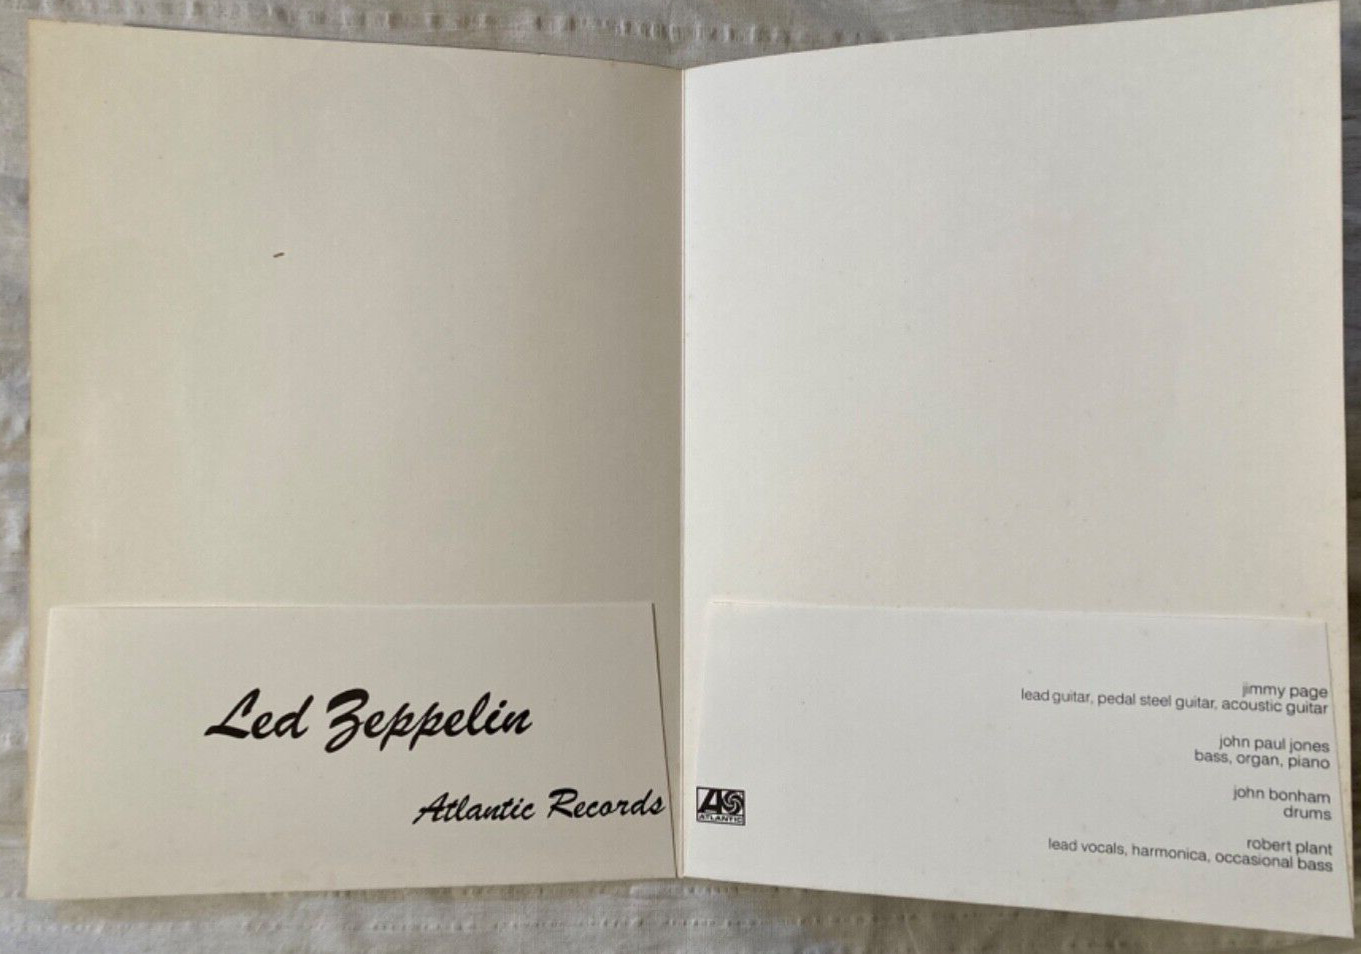 Led Zeppelin
Atlantic Records
ATLANTIC
jimmy page
lead guitar, pedal steel guitar, acoustic guitar
john paul jones
bass, organ, piano
john bonham
drums
robert plant
lead vocals, harmonica, occasional bass